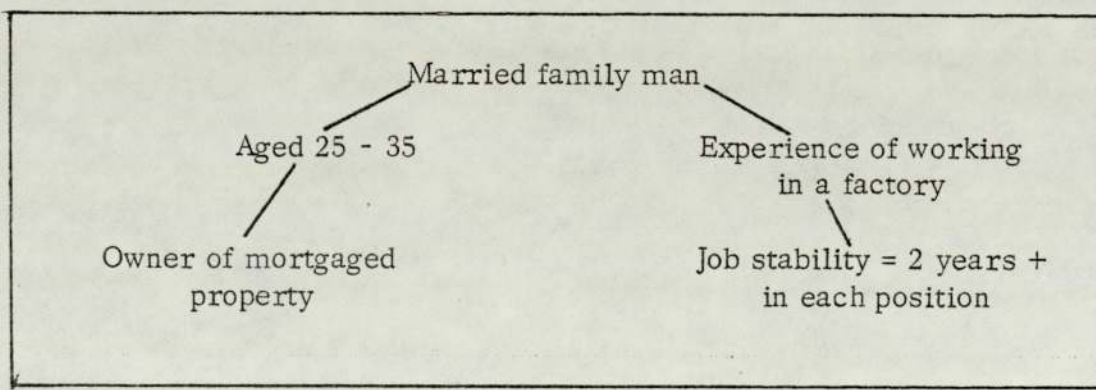 Married family man
Aged 25 - 35
Experience of working
in a factory
Owner of mortgaged
property
Job stability = 2 years +
in each position